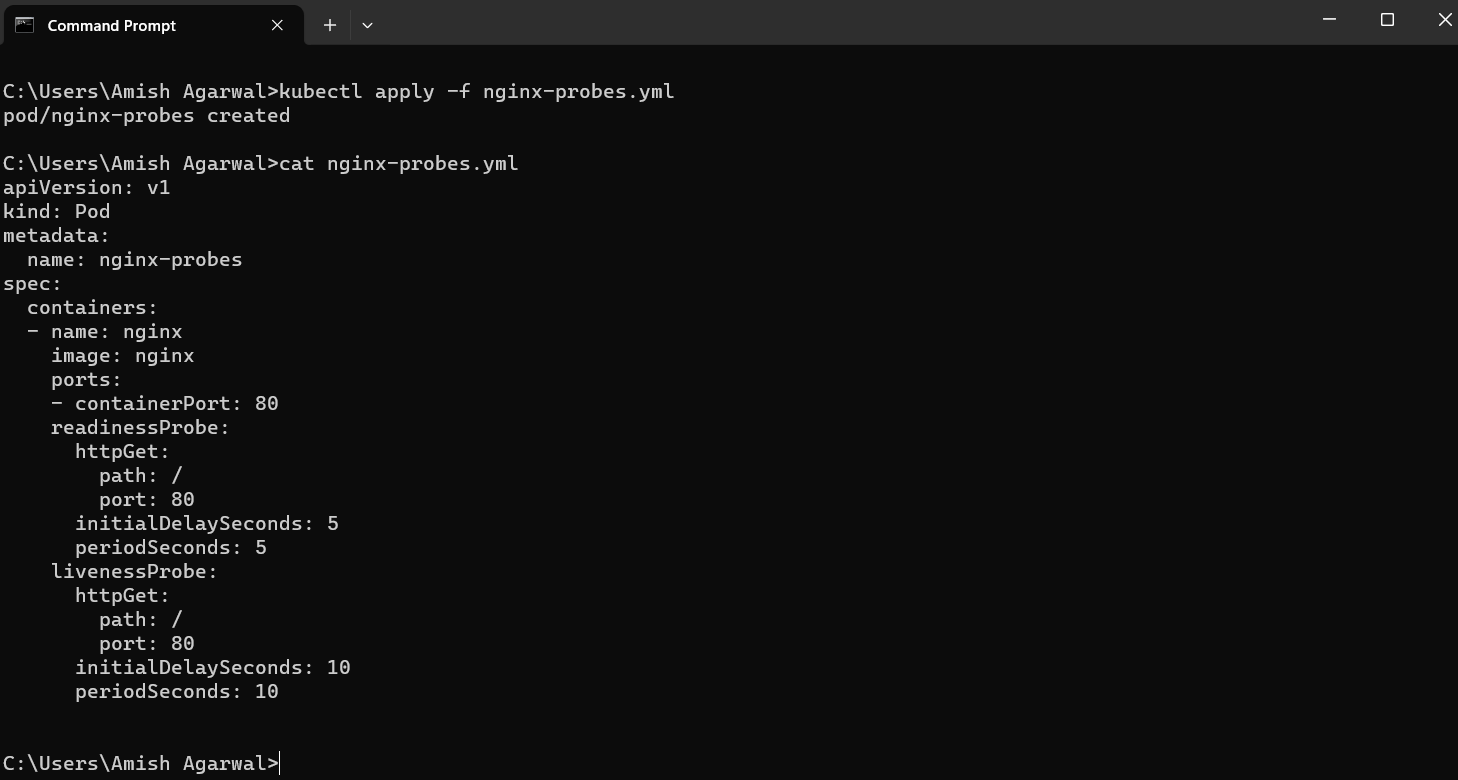 Command Prompt
C:\Users\Amish Agarwal>kubectl apply -f nginx-probes.yml
pod/nginx-probes created
C:\Users\Amish Agarwal>cat nginx-probes.yml
apiVersion: v1
kind: Pod
metadata:
  name: nginx-probes
spec:
  containers:
  - name: nginx
    image: nginx
    ports:
    - containerPort: 80
    readinessProbe:
      httpGet:
        path: /
        port: 80
      initialDelaySeconds: 5
      periodSeconds: 5
    livenessProbe:
      httpGet:
        path: /
        port: 80
      initialDelaySeconds: 10
      periodSeconds: 10
C:\Users\Amish Agarwal>